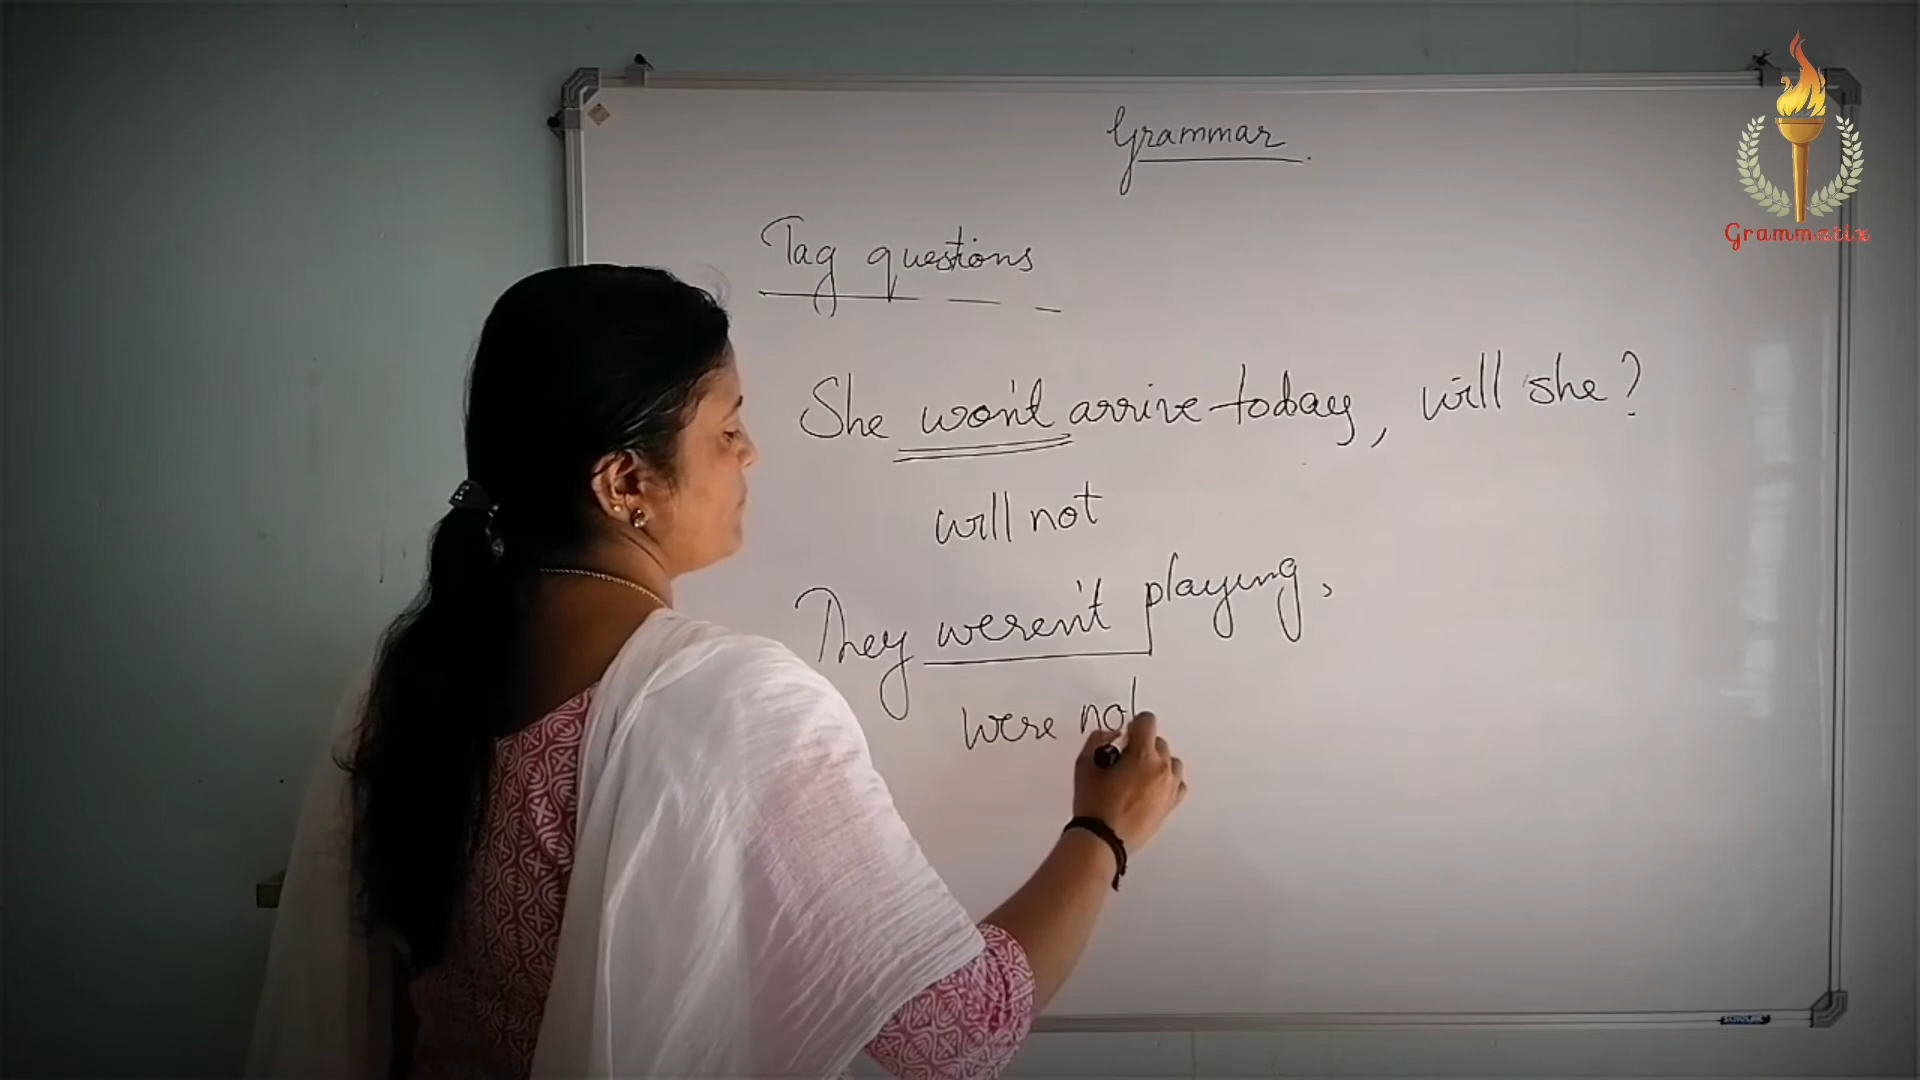 Grammar
Grammatix
Tag questions
She won't arrive today, will she?
will not
They weren't playing,
were not